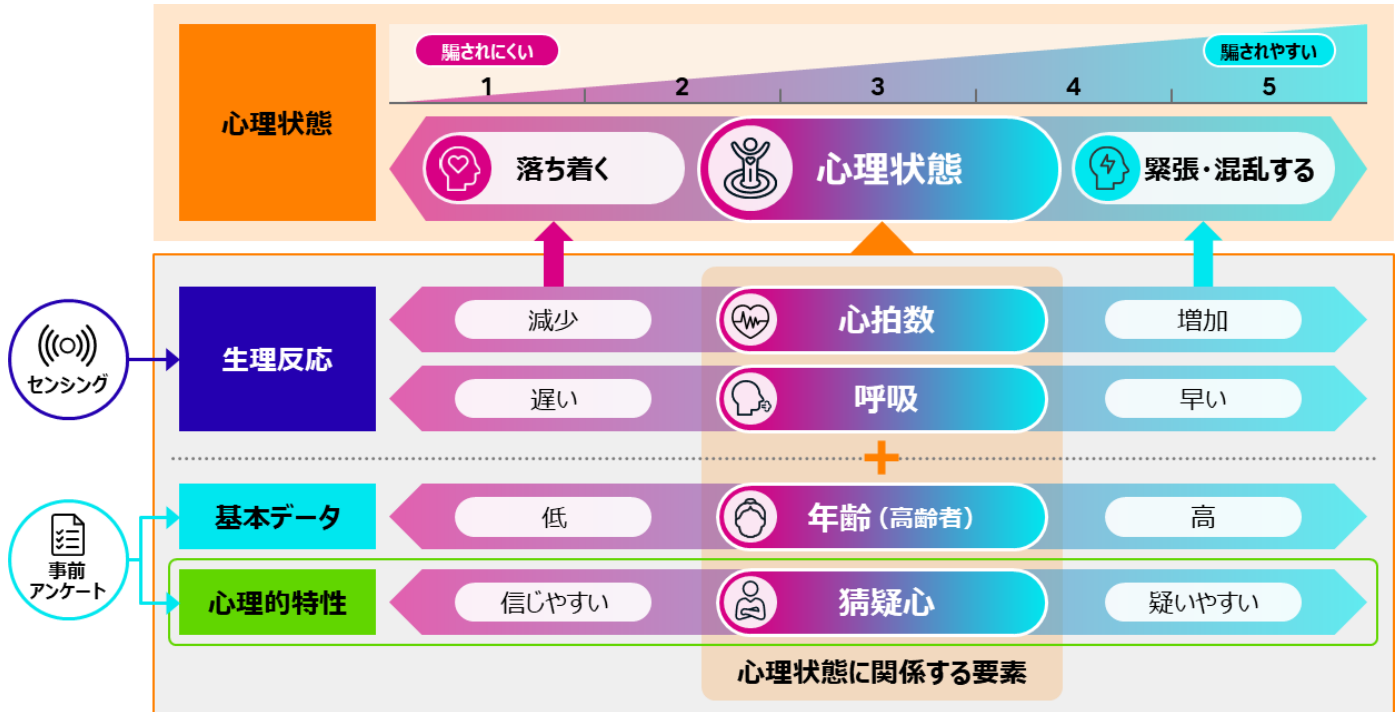 騙されにくい
騙されやすい
1 2 3 4 5
心理状態
落ち着く
心理状態
緊張・混乱する
センシング
生理反応
減少
心拍数
増加
遅い
呼吸
早い
+
事前
アンケート
基本データ
低
年齢（高齢者）
高
心理的特性
信じやすい
猜疑心
疑いやすい
心理状態に関係する要素